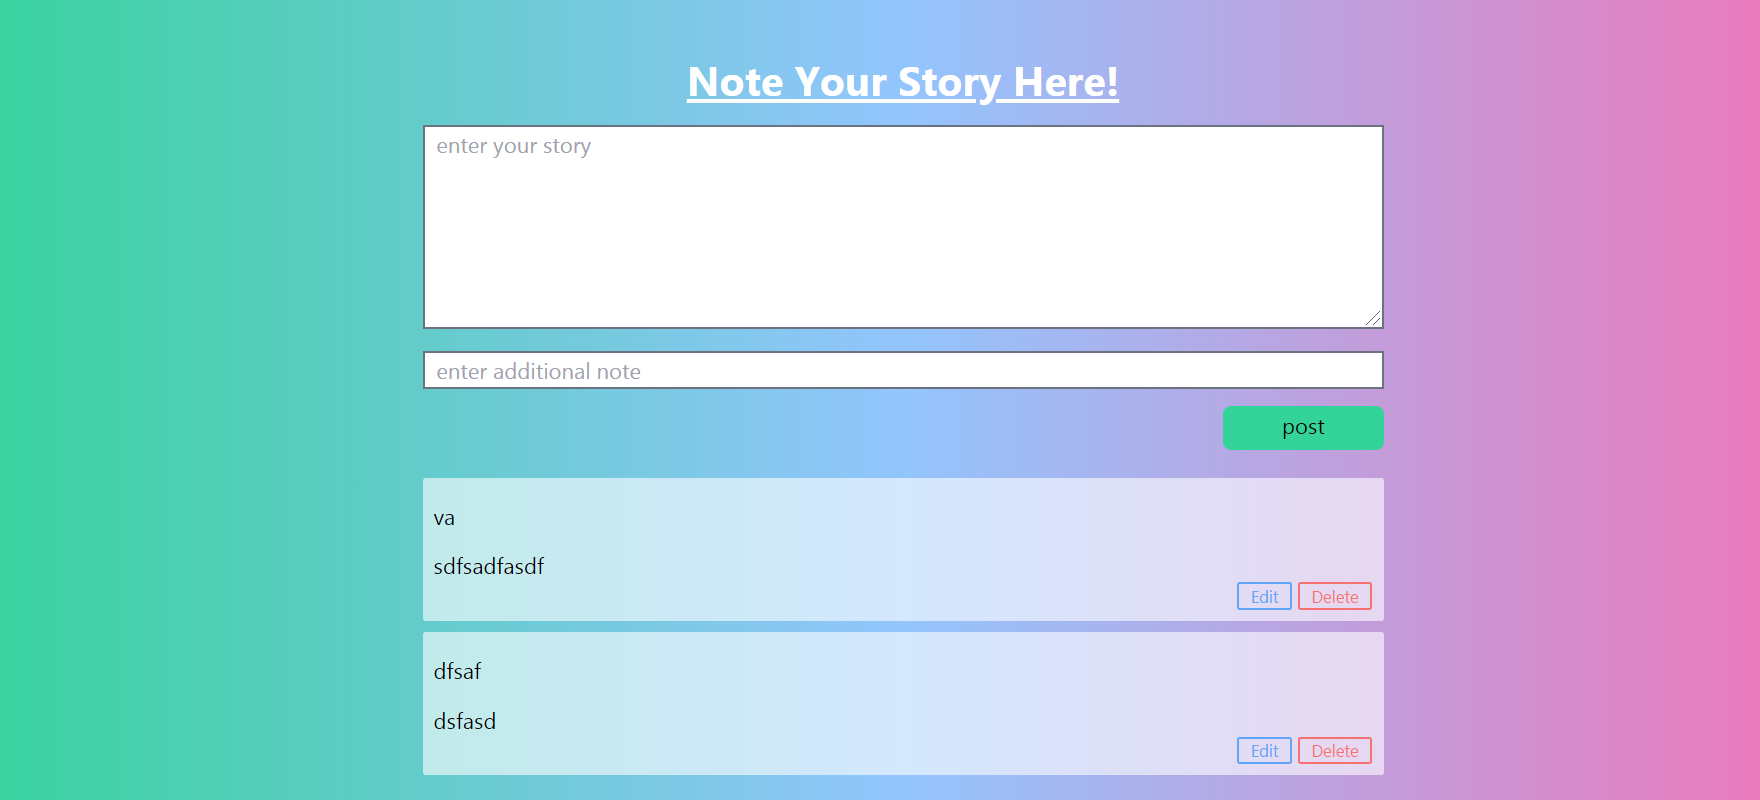 Note Your Story Here!
enter your story
enter additional note
post
va
sdfsadfasdf
Edit Delete
dfsaf
dsfasd
Edit Delete